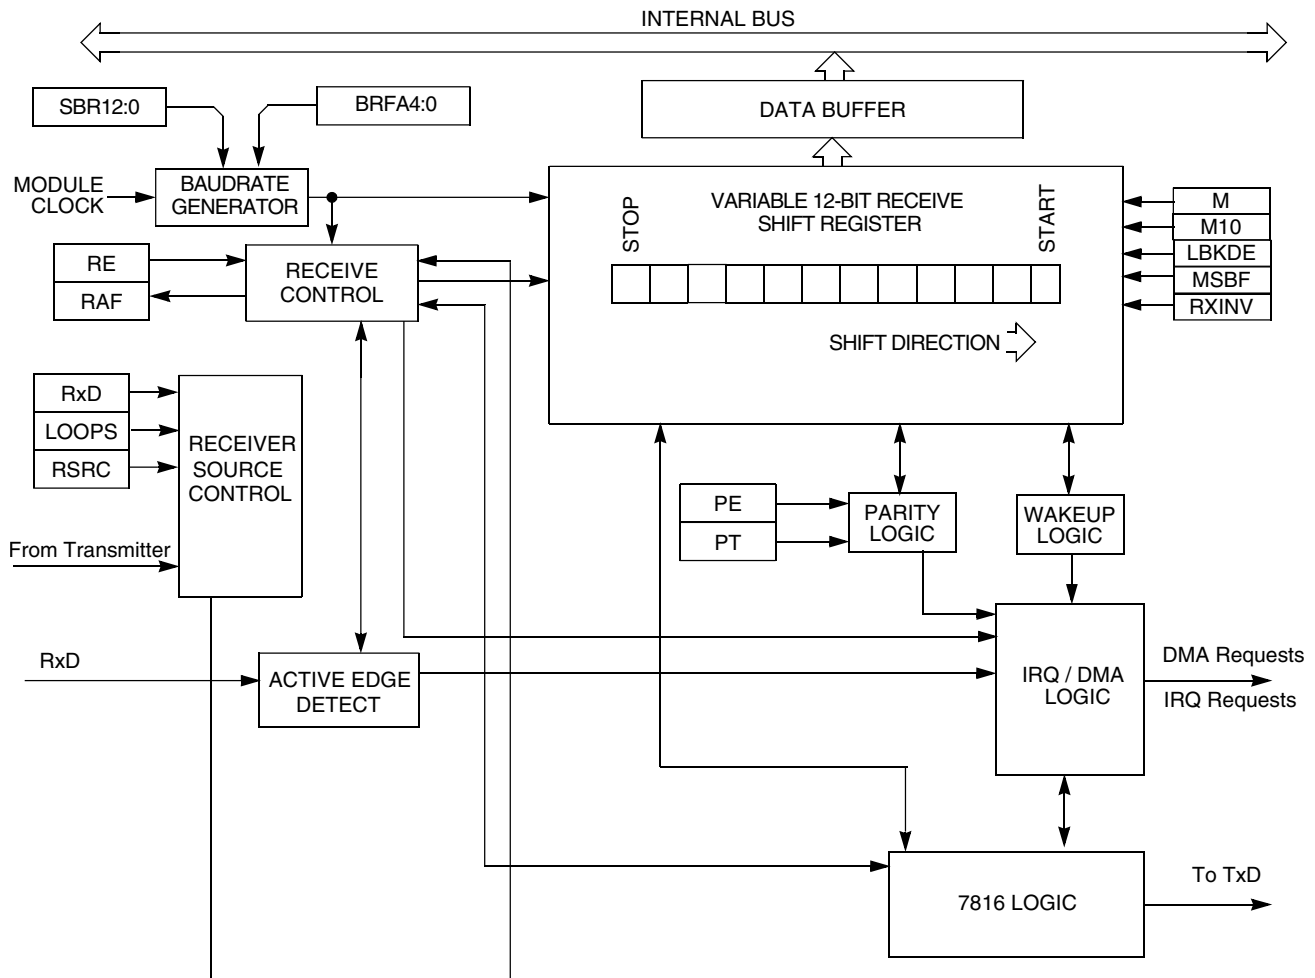 INTERNAL BUS
SBR12:0
BRFA4:0
DATA BUFFER
MODULE
CLOCK
BAUDRATE
GENERATOR
VARIABLE 12-BIT RECEIVE
SHIFT REGISTER
STOP
START
M
M10
LBKDE
MSBF
RXINV
RE
RAF
RECEIVE
CONTROL
SHIFT DIRECTION
RxD
LOOPS
RSRC
RECEIVER
SOURCE
CONTROL
From Transmitter
PE
PT
PARITY
LOGIC
WAKEUP
LOGIC
RxD
ACTIVE EDGE
DETECT
IRQ / DMA
LOGIC
DMA Requests
IRQ Requests
7816 LOGIC
To TxD